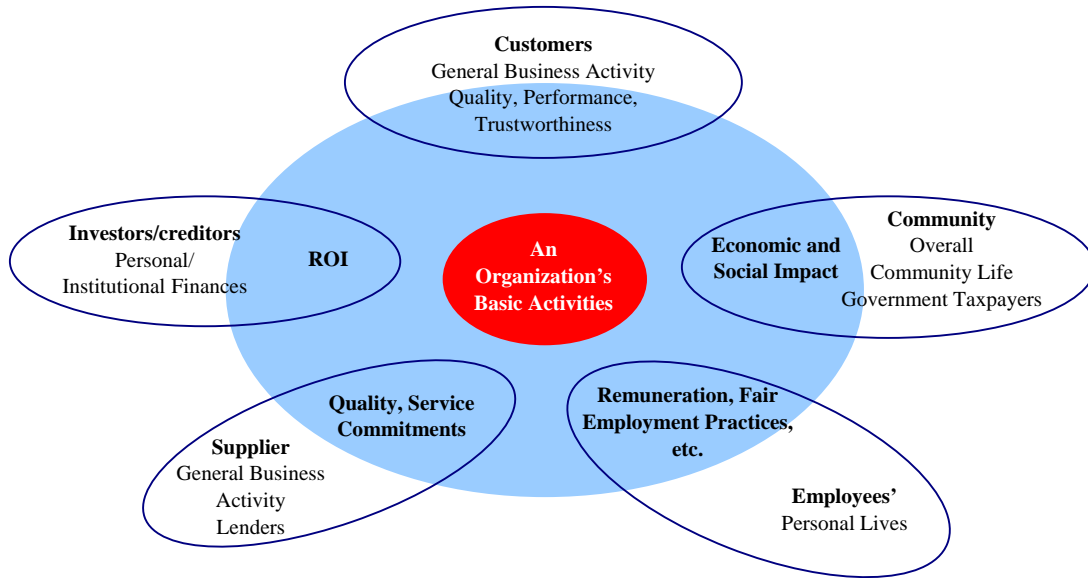 Customers
General Business Activity
Quality, Performance,
Trustworthiness
Investors/creditors
Personal/
Institutional Finances
ROI
An
Organization’s
Basic Activities
Economic and
Social Impact
Community
Overall
Community Life
Government Taxpayers
Quality, Service
Commitments
Supplier
General Business
Activity
Lenders
Remuneration, Fair
Employment Practices,
etc.
Employees’
Personal Lives